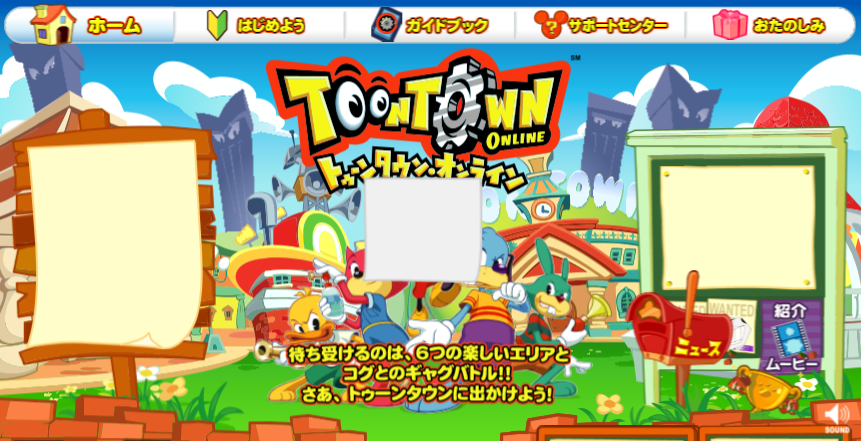 ホーム
はじめよう
ガイドブック
?
サポートセンター
おたのしみ
TOONTOWN
ONLINE
SM
トゥーンタウン・オンライン
TOWN
WANTED
紹介
ムービー
ニュース
待ち受けるのは、6つの楽しいエリアと
コグとのギャグバトル!!
さあ、トゥーンタウンに出かけよう!
SOUND